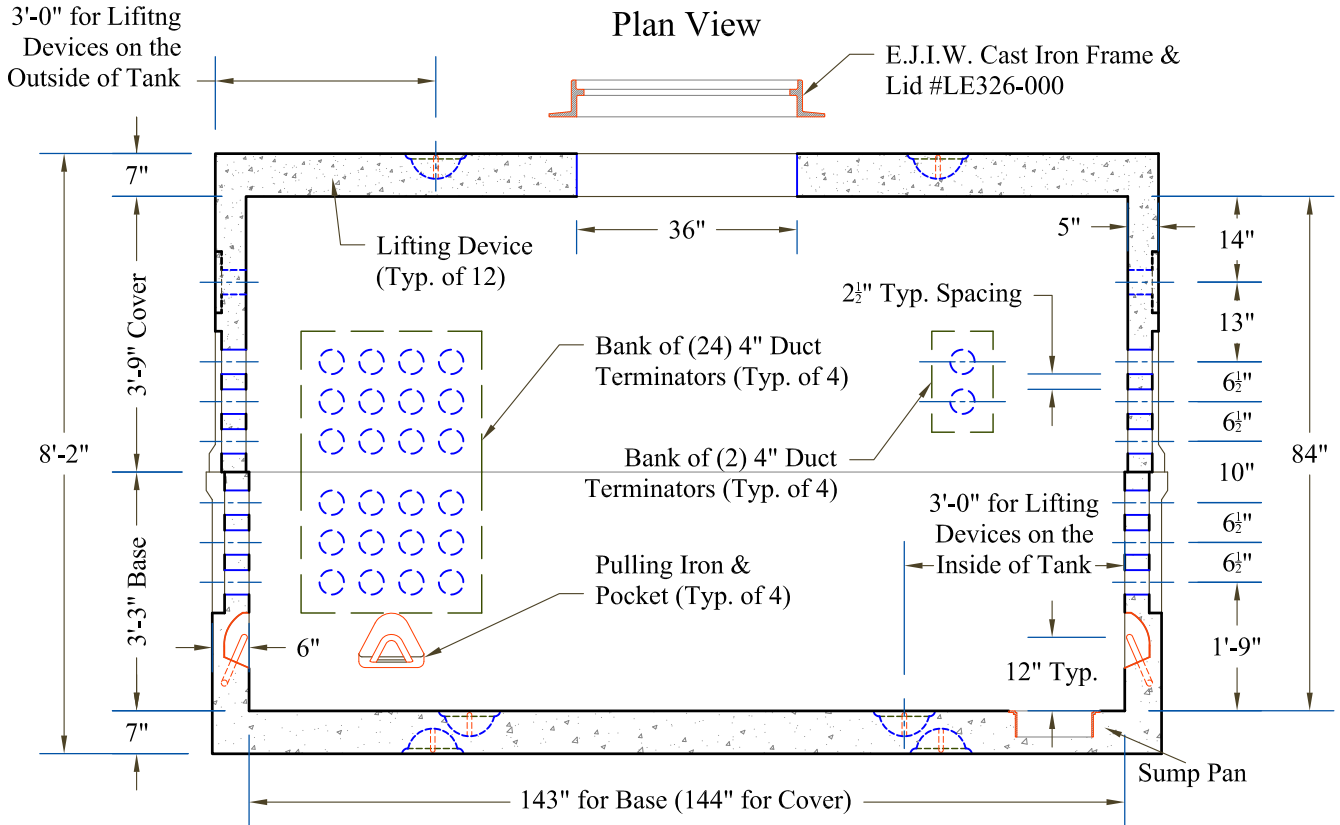 Plan View
3'-0" for Lifitng
Devices on the
Outside of Tank
E.J.I.W. Cast Iron Frame &
Lid #LE326-000
7"
3'-9" Cover
8'-2"
3'-3" Base
7"
Lifting Device
(Typ. of 12)
36"
5"
14"
2½" Typ. Spacing
13"
Bank of (24) 4" Duct
Terminators (Typ. of 4)
6½"
6½"
Bank of (2) 4" Duct
Terminators (Typ. of 4)
10"
84"
3'-0" for Lifting
Devices on the
Inside of Tank
6½"
6½"
Pulling Iron &
Pocket (Typ. of 4)
6"
12" Typ.
1'-9"
Sump Pan
143" for Base (144" for Cover)